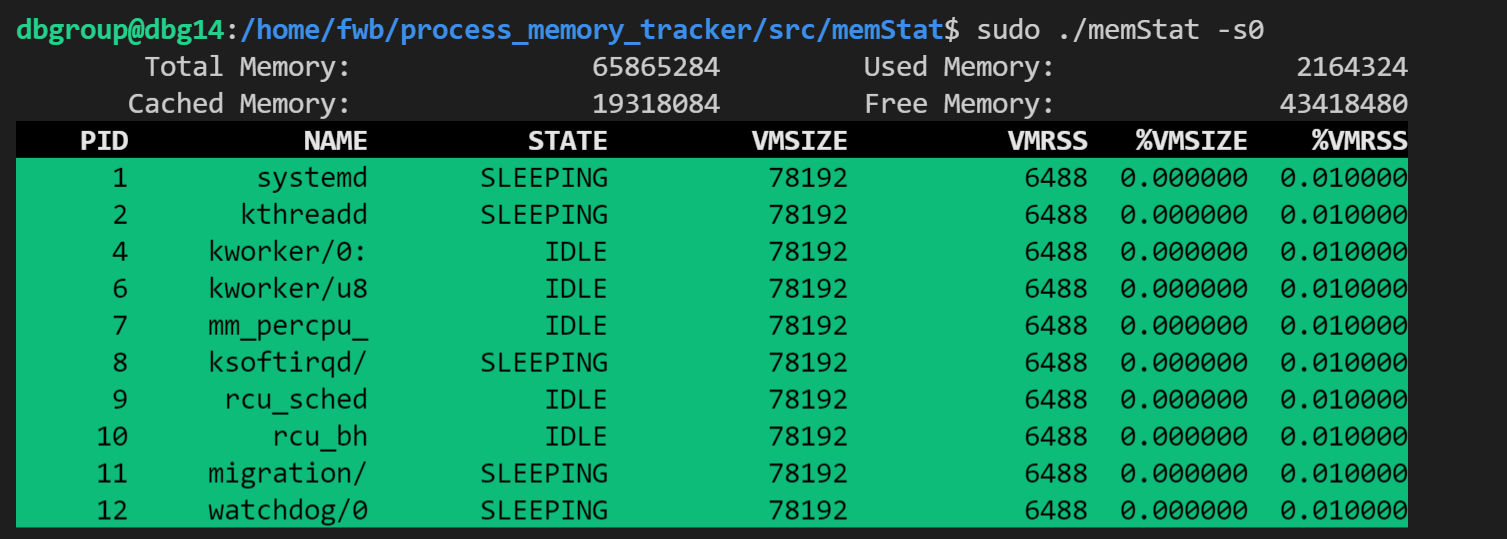 dbgroup@dbg14:/home/fwb/process_memory_tracker/src/memStat$ sudo ./memStat -s0
Total Memory: 65865284 Used Memory: 2164324
Cached Memory: 19318084 Free Memory: 43418480
PID NAME STATE VMSIZE VMRSS %VMSIZE %VMRSS
1 systemd SLEEPING 78192 6488 0.000000 0.010000
2 kthreadd SLEEPING 78192 6488 0.000000 0.010000
4 kworker/0: IDLE 78192 6488 0.000000 0.010000
6 kworker/u8 IDLE 78192 6488 0.000000 0.010000
7 mm_percpu_ IDLE 78192 6488 0.000000 0.010000
8 ksoftirqd/ SLEEPING 78192 6488 0.000000 0.010000
9 rcu_sched IDLE 78192 6488 0.000000 0.010000
10 rcu_bh IDLE 78192 6488 0.000000 0.010000
11 migration/ SLEEPING 78192 6488 0.000000 0.010000
12 watchdog/0 SLEEPING 78192 6488 0.000000 0.010000